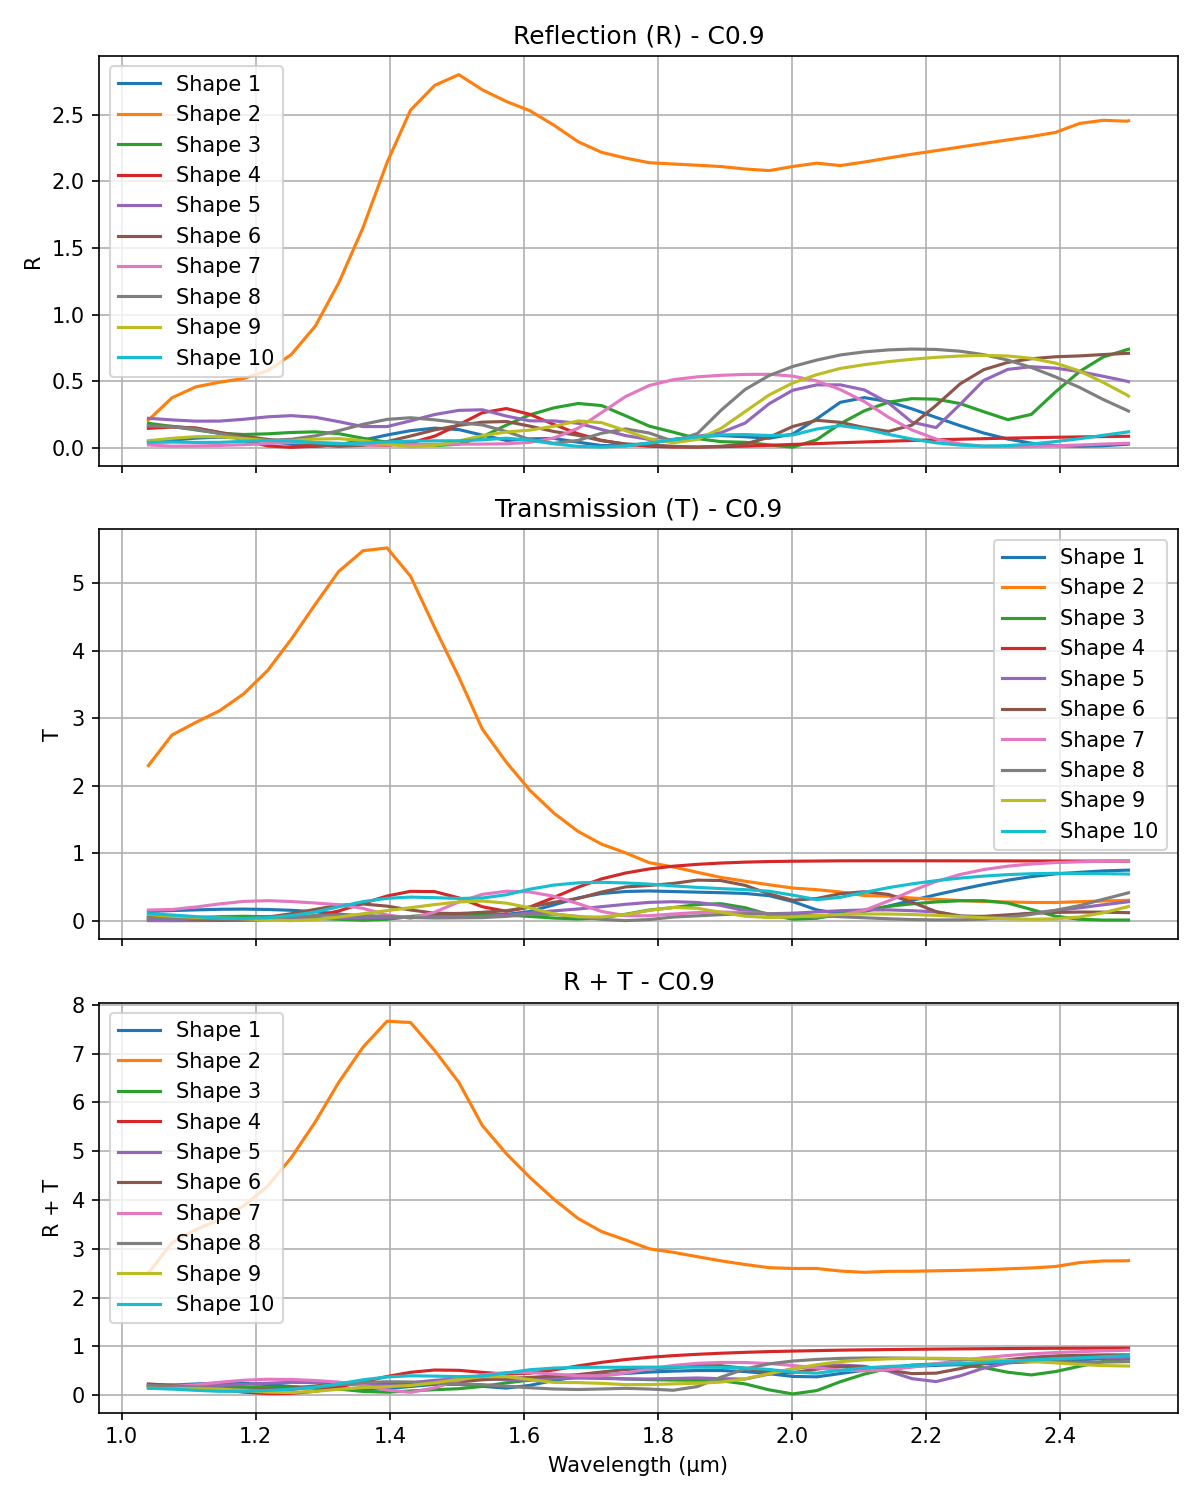 Reflection (R) - C0.9
R
2.5
2.0
1.5
1.0
0.5
0.0
Shape 1
Shape 2
Shape 3
Shape 4
Shape 5
Shape 6
Shape 7
Shape 8
Shape 9
Shape 10
Transmission (T) - C0.9
T
5
4
3
2
1
0
Shape 1
Shape 2
Shape 3
Shape 4
Shape 5
Shape 6
Shape 7
Shape 8
Shape 9
Shape 10
R + T - C0.9
R + T
8
7
6
5
4
3
2
1
0
Shape 1
Shape 2
Shape 3
Shape 4
Shape 5
Shape 6
Shape 7
Shape 8
Shape 9
Shape 10
1.0 1.2 1.4 1.6 1.8 2.0 2.2 2.4
Wavelength (μm)